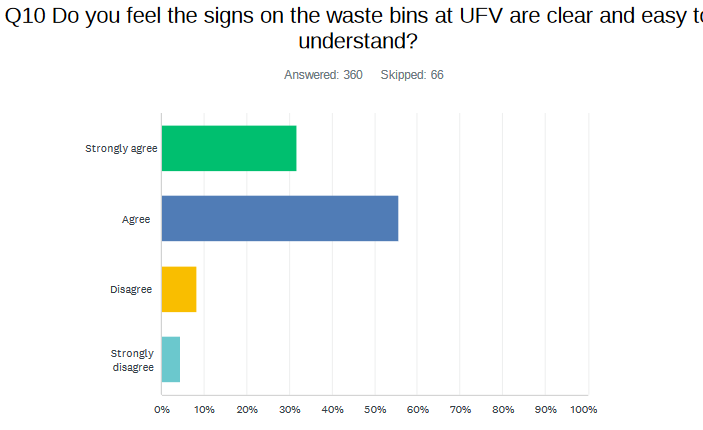 Q10 Do you feel the signs on the waste bins at UFV are clear and easy to
understand?
Answered: 360 Skipped: 66
Strongly agree
Agree
Disagree
Strongly
disagree
0% 10% 20% 30% 40% 50% 60% 70% 80% 90% 100%